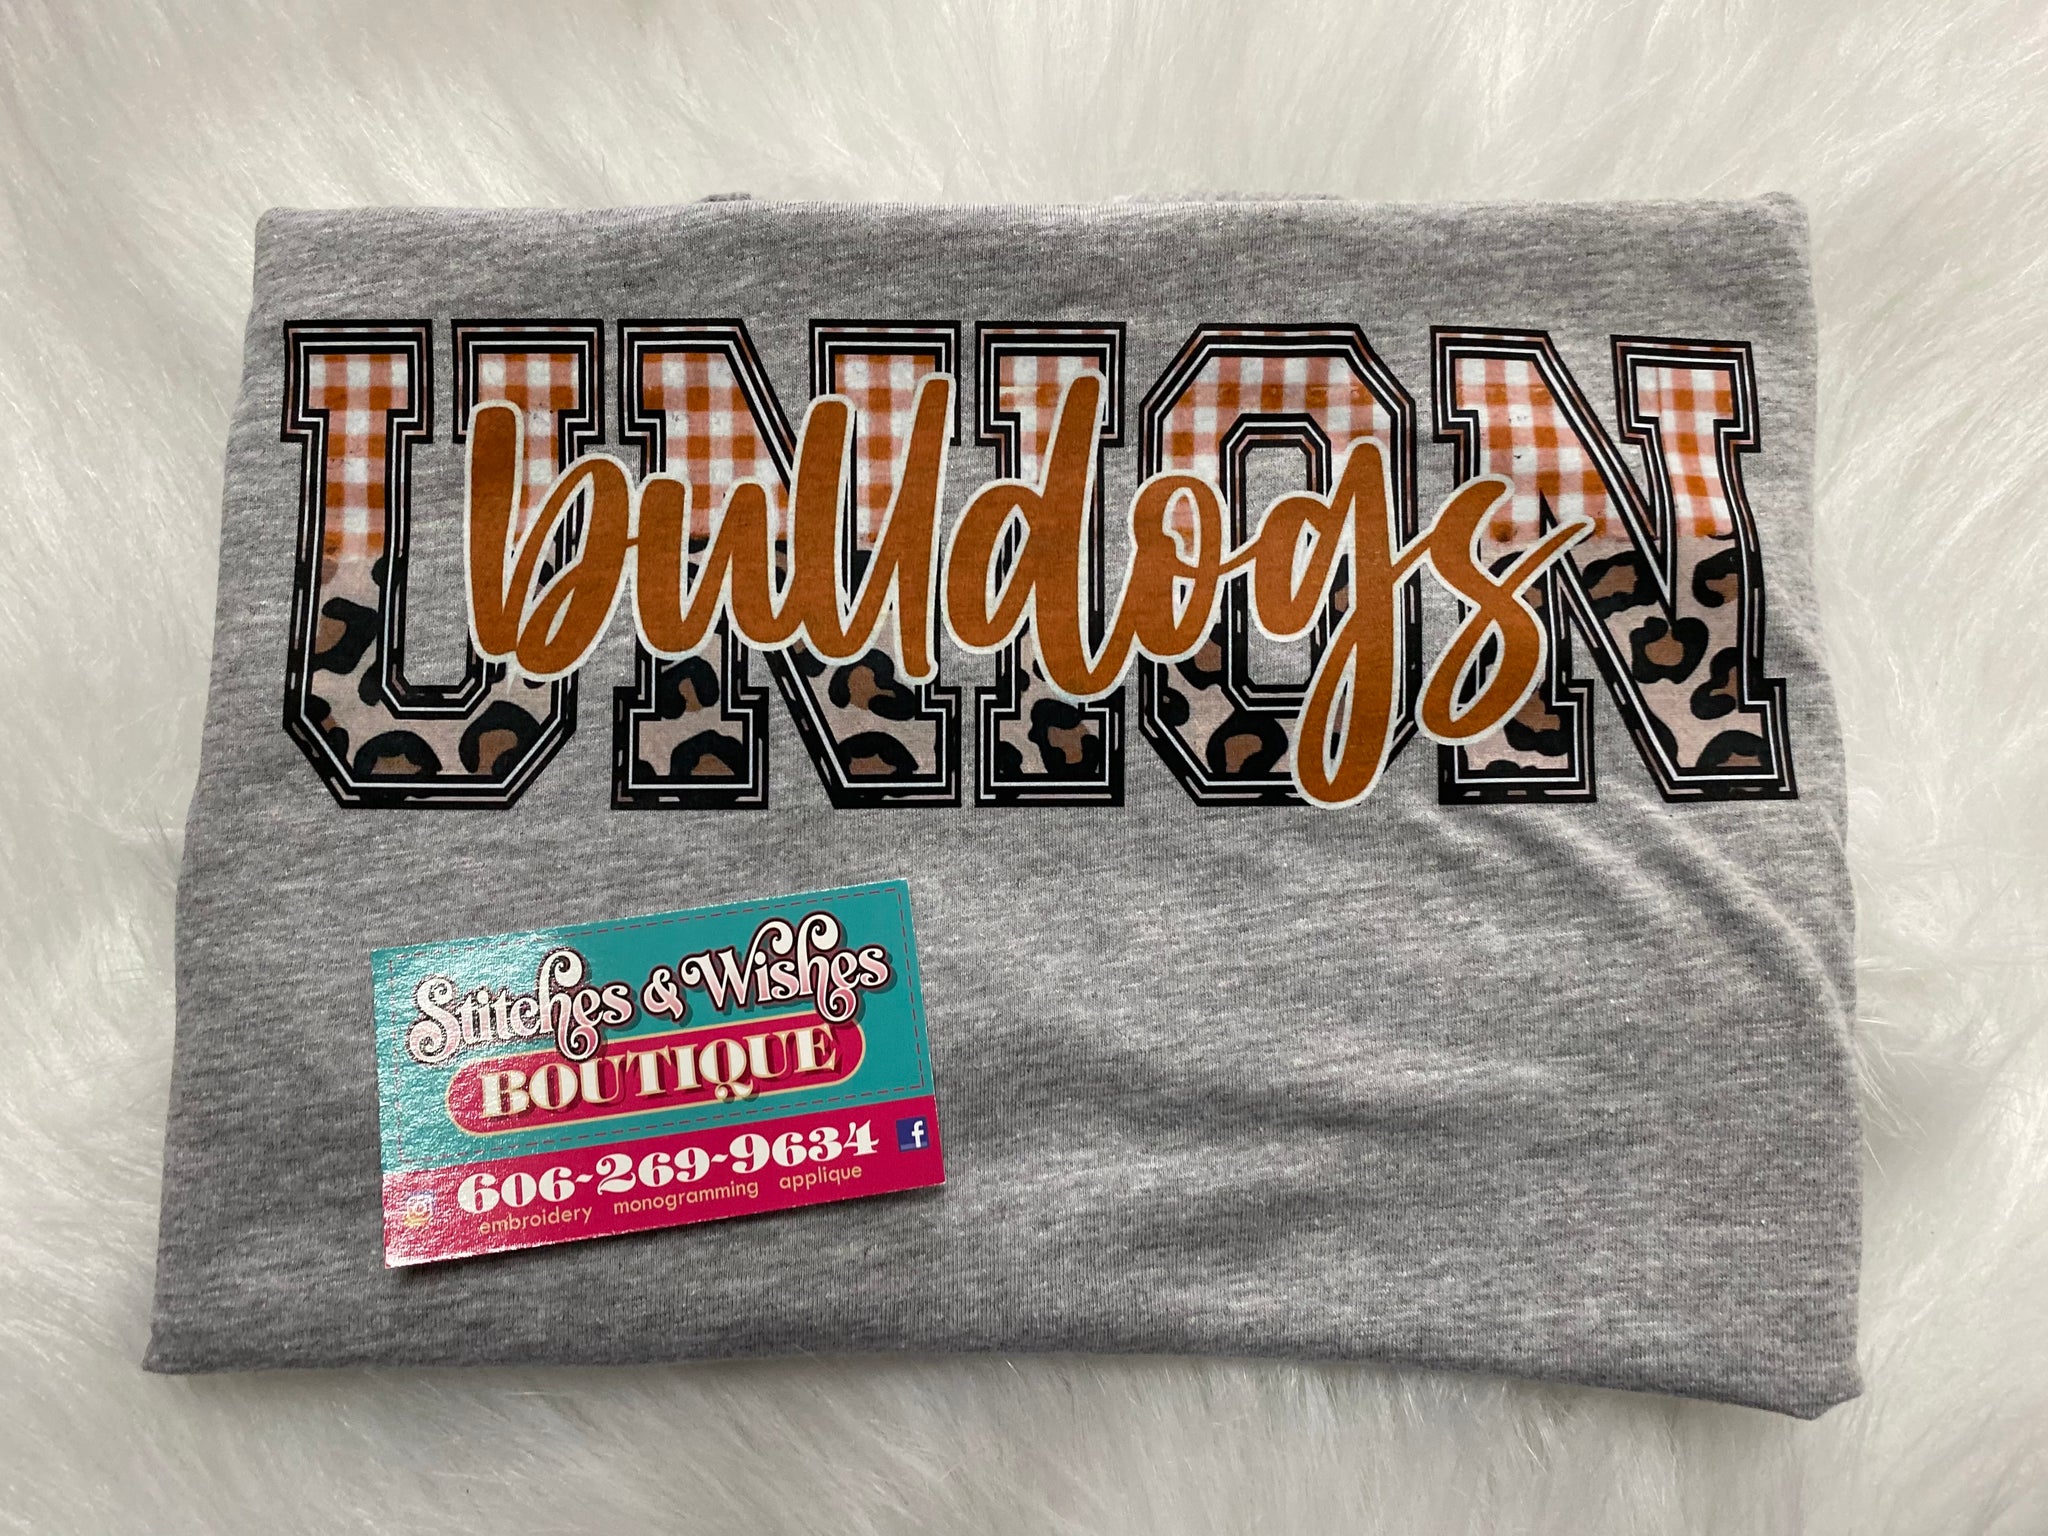 UNION
bulldogs
Stitches & Wishes
BOUTIQUE
606-269-9634
embroidery monogramming applique